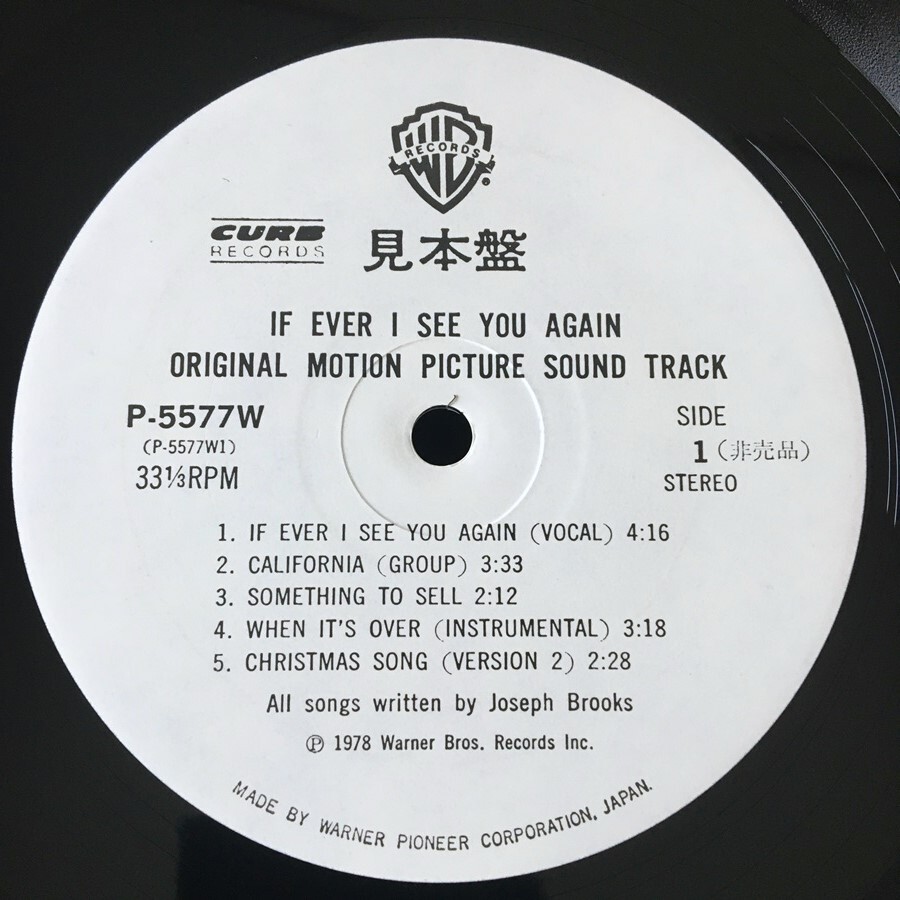 WB
RECORDS
®
CURB
RECORDS
見本盤
IF EVER I SEE YOU AGAIN
ORIGINAL MOTION PICTURE SOUND TRACK
P-5577W
(P-5577W1)
33⅓RPM
SIDE
1 (非売品)
STEREO
1. IF EVER I SEE YOU AGAIN (VOCAL) 4:16
2. CALIFORNIA (GROUP) 3:33
3. SOMETHING TO SELL 2:12
4. WHEN IT'S OVER (INSTRUMENTAL) 3:18
5. CHRISTMAS SONG (VERSION 2) 2:28
All songs written by Joseph Brooks
℗ 1978 Warner Bros. Records Inc.
MADE BY WARNER PIONEER CORPORATION, JAPAN.